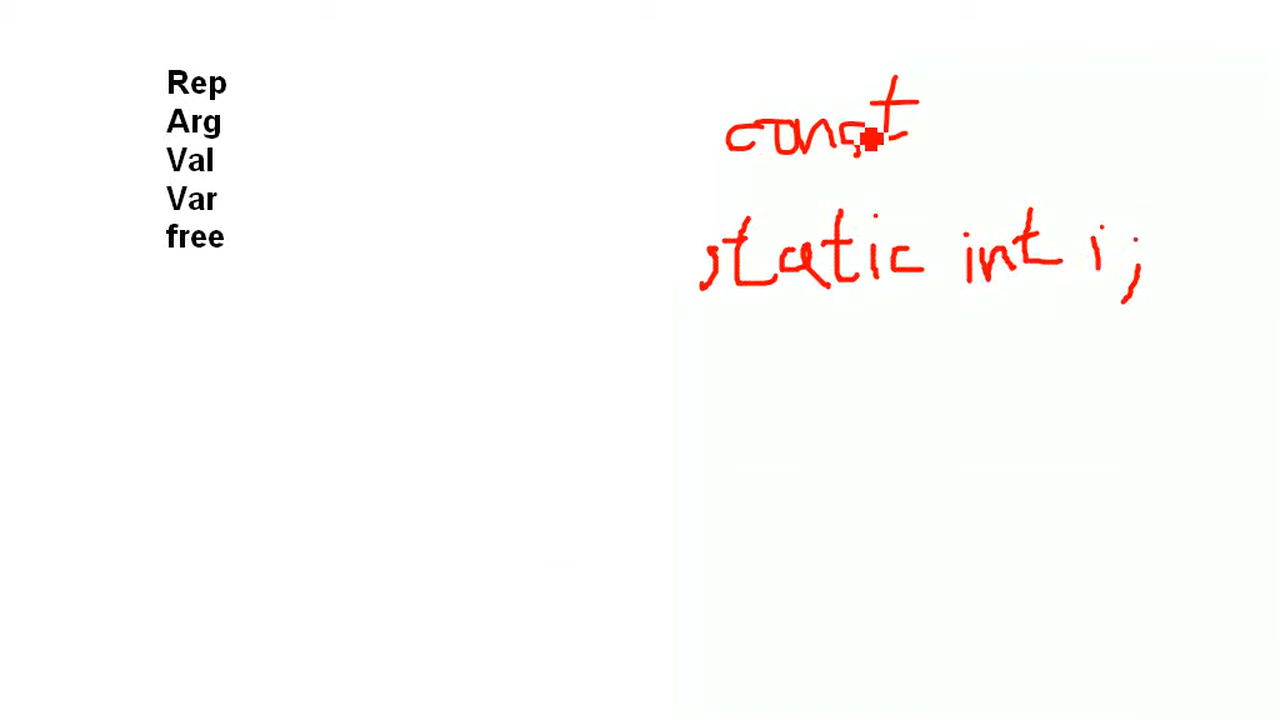 Rep
Arg
Val
Var
free
const
static int i;